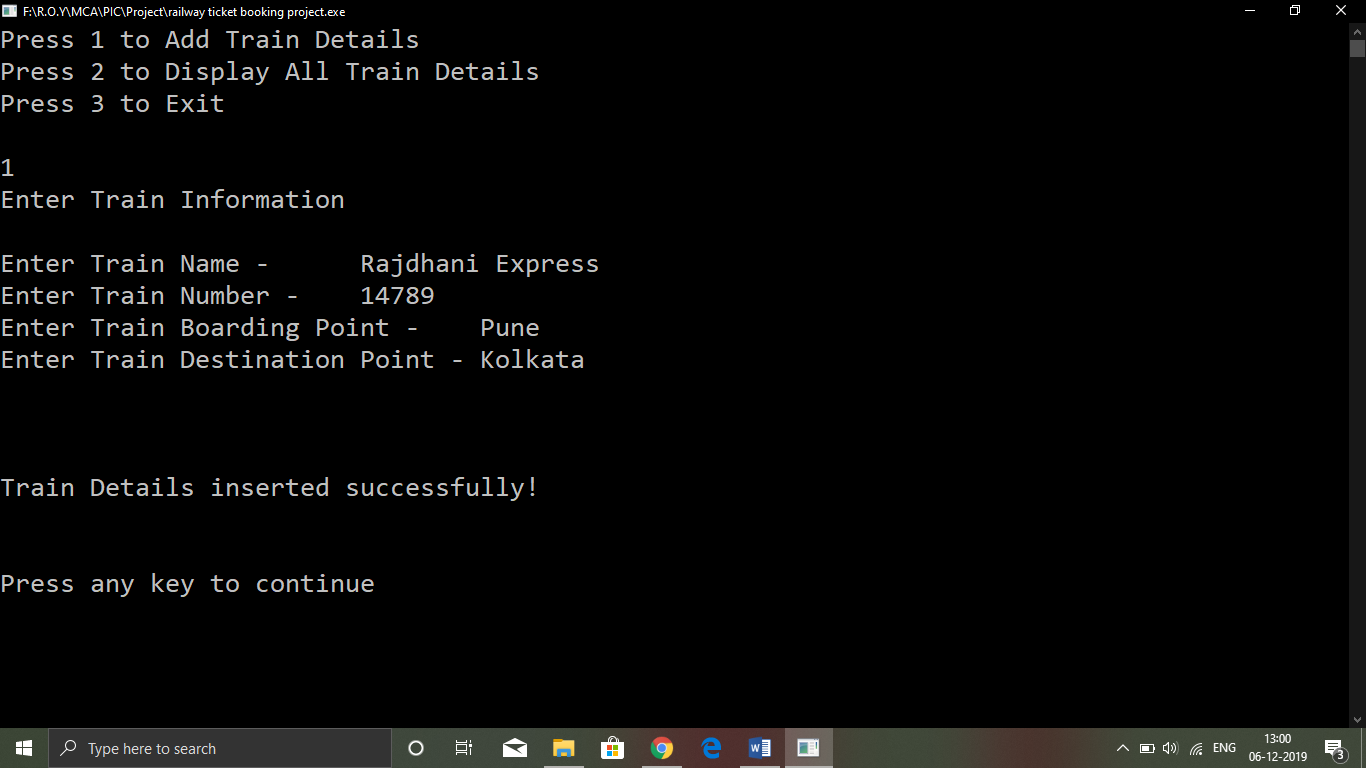 F:\R.O.Y\MCA\PIC\Project\railway ticket booking project.exe
Press 1 to Add Train Details
Press 2 to Display All Train Details
Press 3 to Exit
1
Enter Train Information
Enter Train Name - Rajdhani Express
Enter Train Number - 14789
Enter Train Boarding Point - Pune
Enter Train Destination Point - Kolkata
Train Details inserted successfully!
Press any key to continue
Type here to search
ENG
13:00
06-12-2019
3